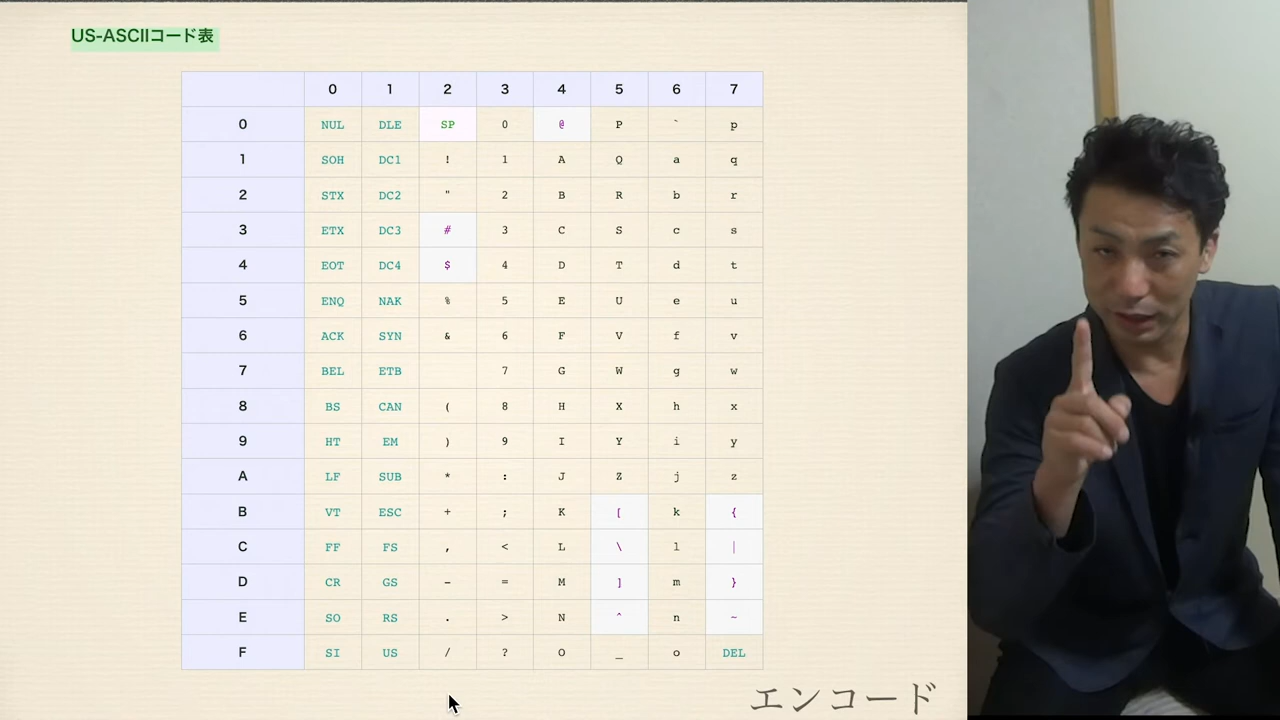 US-ASCIIコード表
0 1 2 3 4 5 6 7
0 NUL DLE SP 0 @ P ` p
1 SOH DC1 ! 1 A Q a q
2 STX DC2 " 2 B R b r
3 ETX DC3 # 3 C S c s
4 EOT DC4 $ 4 D T d t
5 ENQ NAK % 5 E U e u
6 ACK SYN & 6 F V f v
7 BEL ETB 7 G W g w
8 BS CAN ( 8 H X h x
9 HT EM ) 9 I Y i y
A LF SUB * : J Z j z
B VT ESC + ; K [ k {
C FF FS , < L \ l |
D CR GS - = M ] m }
E SO RS . > N ^ n ~
F SI US / ? O _ o DEL
エンコード